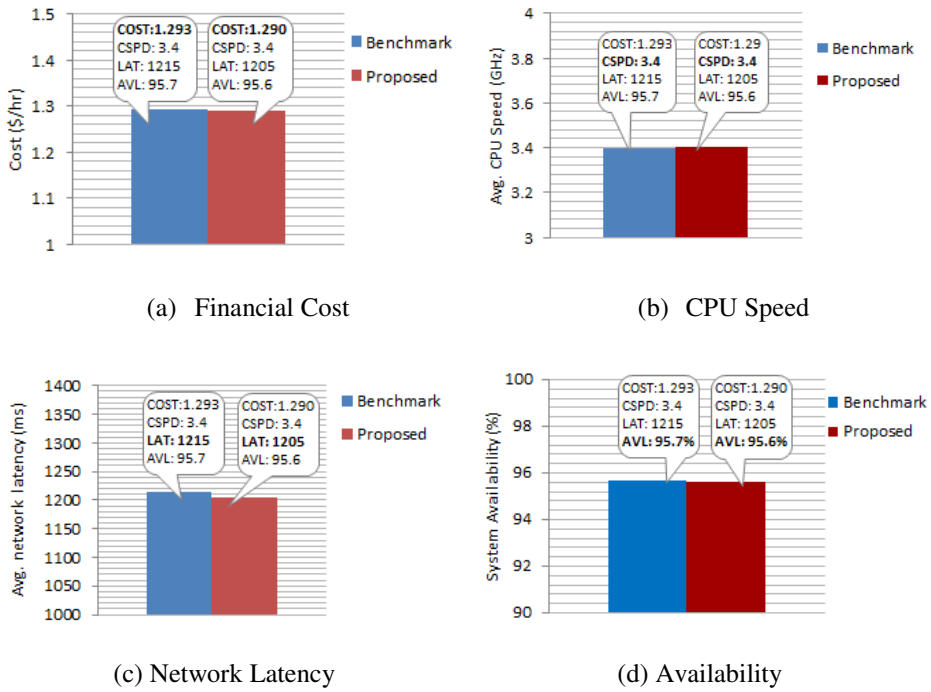 1.5
1.4
1.3
1.2
1.1
1
Cost ($/hr)
COST:1.293
CSPD: 3.4
LAT: 1215
AVL: 95.7
COST:1.290
CSPD: 3.4
LAT: 1205
AVL: 95.6
Benchmark
Proposed
(a) Financial Cost
4
3.8
3.6
3.4
3.2
3
Avg. CPU Speed
(GHz)
COST:1.293
CSPD: 3.4
LAT: 1215
AVL: 95.7
COST:1.29
CSPD: 3.4
LAT: 1205
AVL: 95.6
Benchmark
Proposed
(b) CPU Speed
1400
1350
1300
1250
1200
1150
1100
1050
1000
Avg. network latency (ms)
COST:1.293
CSPD: 3.4
LAT: 1215
AVL: 95.7
COST:1.290
CSPD: 3.4
LAT: 1205
AVL: 95.6
Benchmark
Proposed
(c) Network Latency
100
98
96
94
92
90
System Availability (%)
COST:1.293
CSPD: 3.4
LAT: 1215
AVL: 95.7%
COST:1.290
CSPD: 3.4
LAT: 1205
AVL: 95.6%
Benchmark
Proposed
(d) Availability